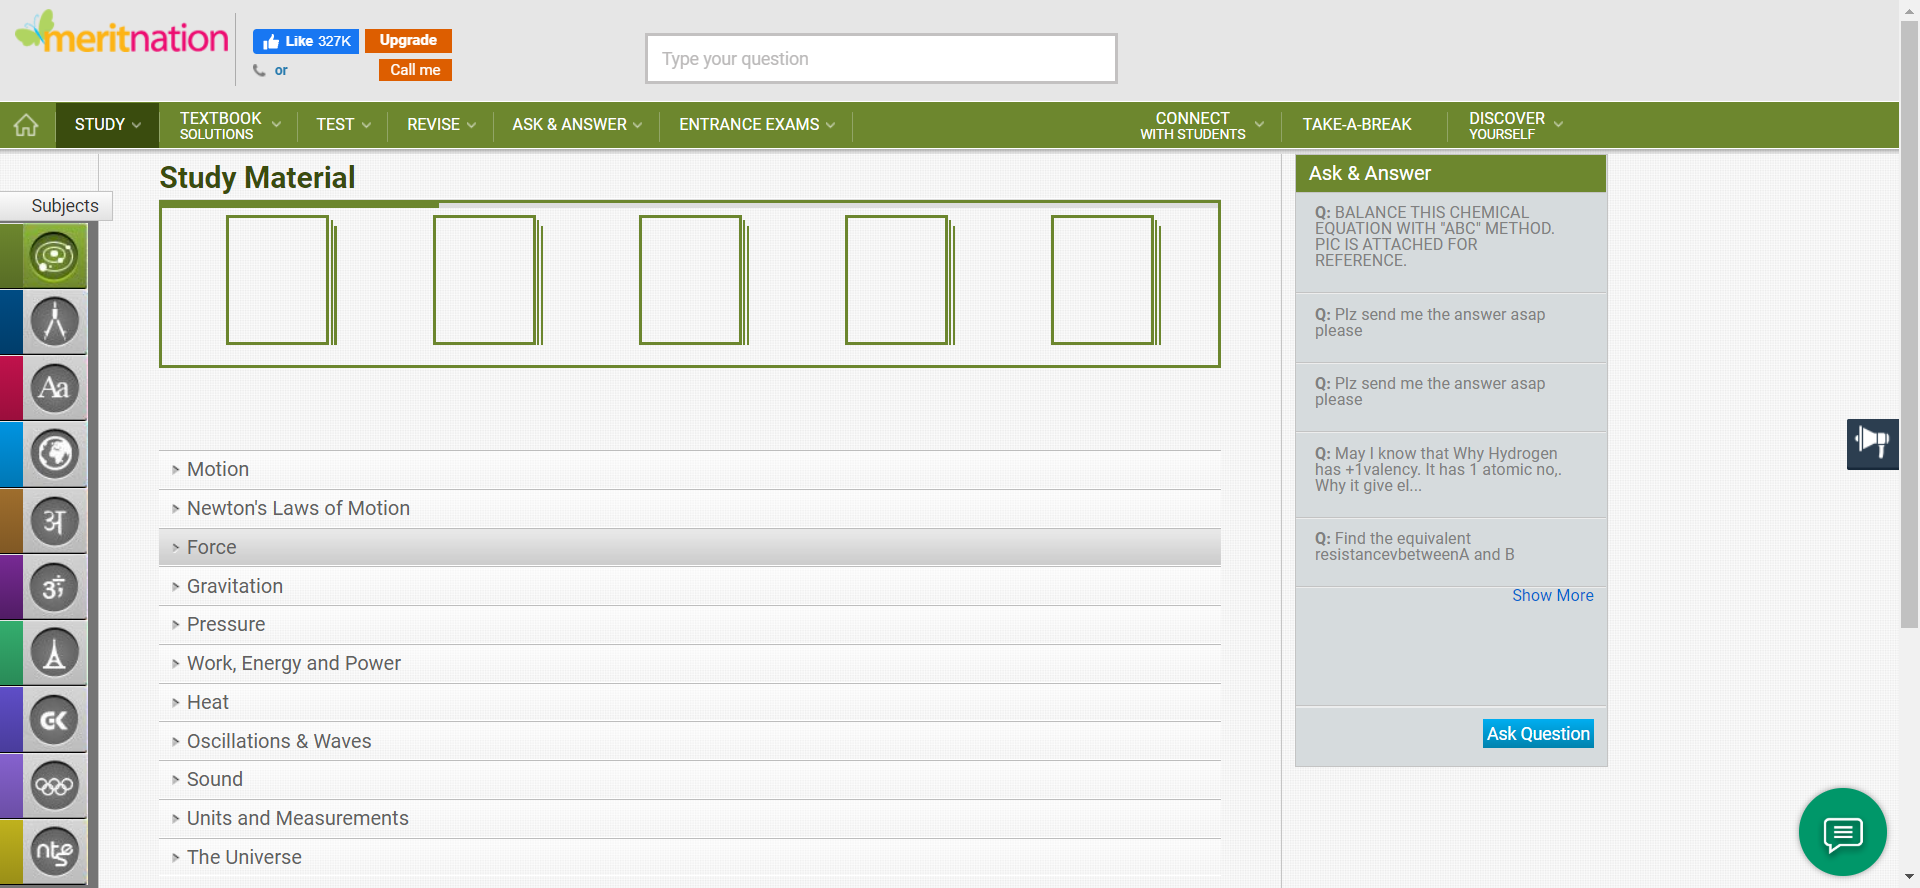 meritnation
Like 327K
Upgrade
or
Call me
Type your question
STUDY
TEXTBOOK
SOLUTIONS
TEST
REVISE
ASK & ANSWER
ENTRANCE EXAMS
CONNECT
WITH STUDENTS
TAKE-A-BREAK
DISCOVER
YOURSELF
Subjects
Aa
अ
GK
ntse
Study Material
Motion
Newton's Laws of Motion
Force
Gravitation
Pressure
Work, Energy and Power
Heat
Oscillations & Waves
Sound
Units and Measurements
The Universe
Ask & Answer
Q: BALANCE THIS CHEMICAL
EQUATION WITH "ABC" METHOD.
PIC IS ATTACHED FOR
REFERENCE.
Q: Plz send me the answer asap
please
Q: Plz send me the answer asap
please
Q: May I know that Why Hydrogen
has +1valency. It has 1 atomic no,.
Why it give el...
Q: Find the equivalent
resistancevbetweenA and B
Show More
Ask Question